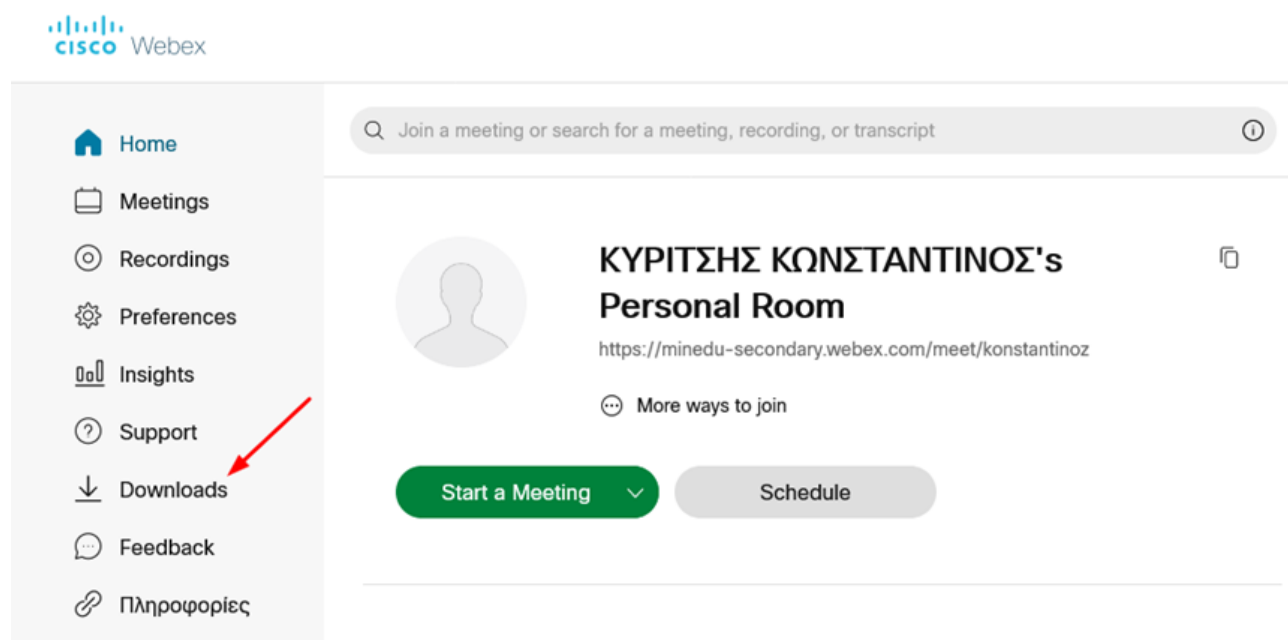 CISCO Webex
Home
Meetings
Recordings
Preferences
Insights
Support
Downloads
Feedback
Πληροφορίες
Join a meeting or search for a meeting, recording, or transcript
ΚΥΡΙΤΣΗΣ ΚΩΝΣΤΑΝΤΙΝΟΣ's
Personal Room
https://minedu-secondary.webex.com/meet/konstantinoz
More ways to join
Start a Meeting
Schedule